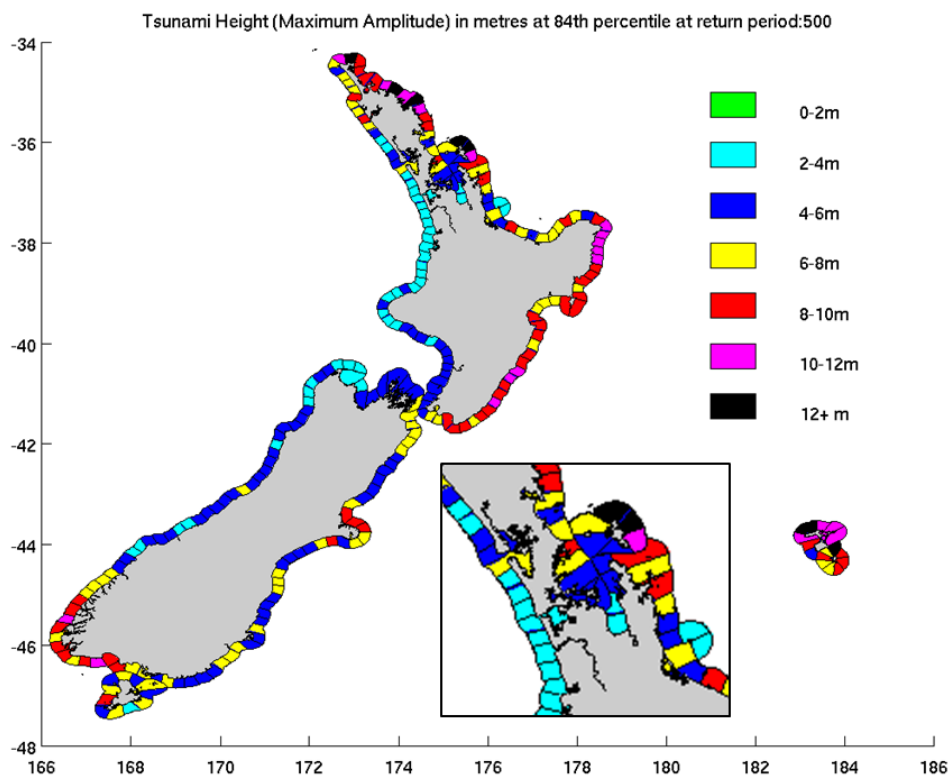 Tsunami Height (Maximum Amplitude) in metres at 84th percentile at return period:500
-34
-36
-38
-40
-42
-44
-46
-48
166
168
170
172
174
176
178
180
182
184
186
0-2m
2-4m
4-6m
6-8m
8-10m
10-12m
12+ m